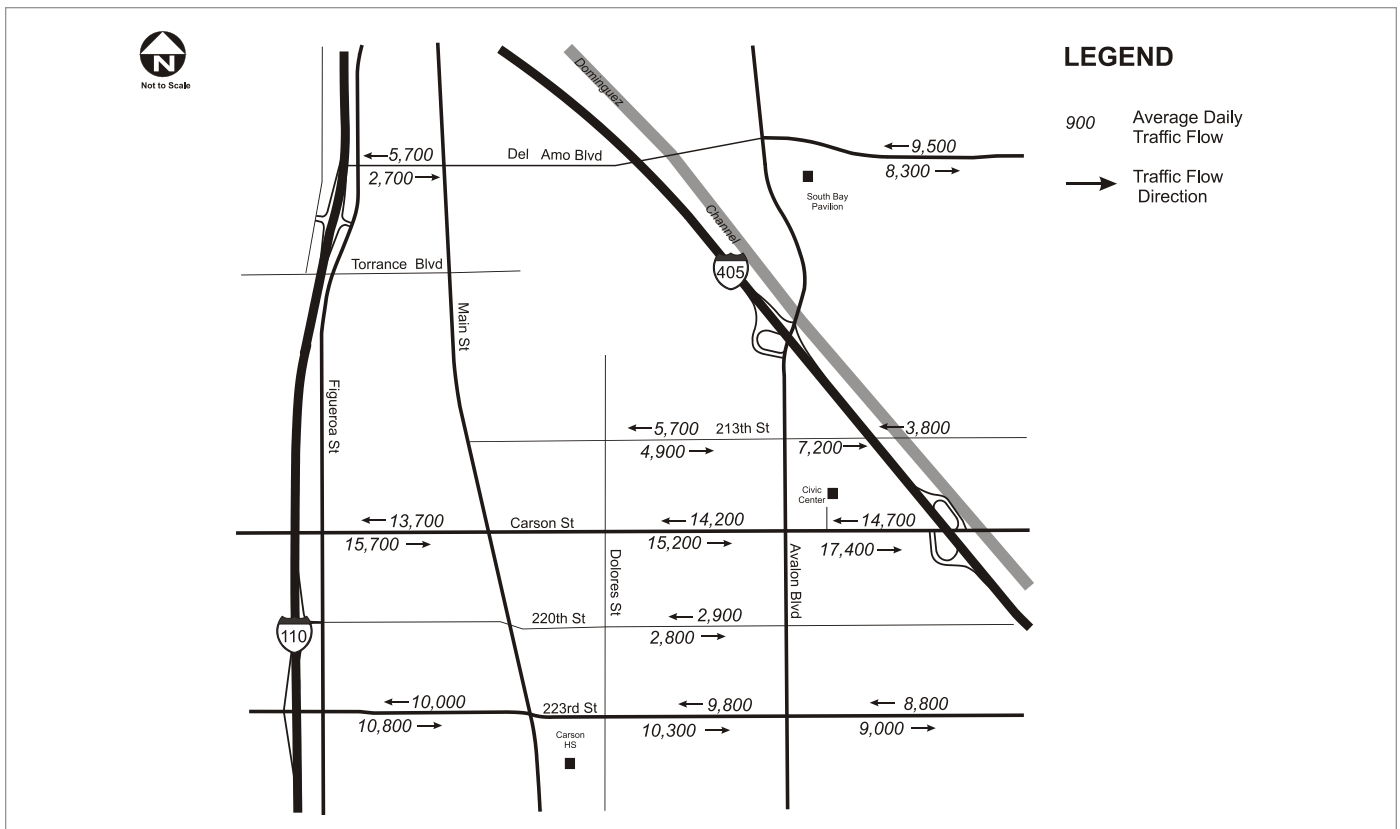 N
Not to Scale
LEGEND
900
Average Daily
Traffic Flow
Traffic Flow
Direction
Dominguez
Channel
5,700
Del Amo Blvd
2,700
9,500
8,300
South Bay
Pavilion
405
Torrance Blvd
Main St
Figueroa St
5,700
213th St
3,800
4,900
7,200
Civic
Center
13,700
Carson St
14,200
14,700
15,700
15,200
17,400
Dolores St
Avalon Blvd
110
220th St
2,900
2,800
10,000
223rd St
9,800
8,800
10,800
10,300
9,000
Carson
HS